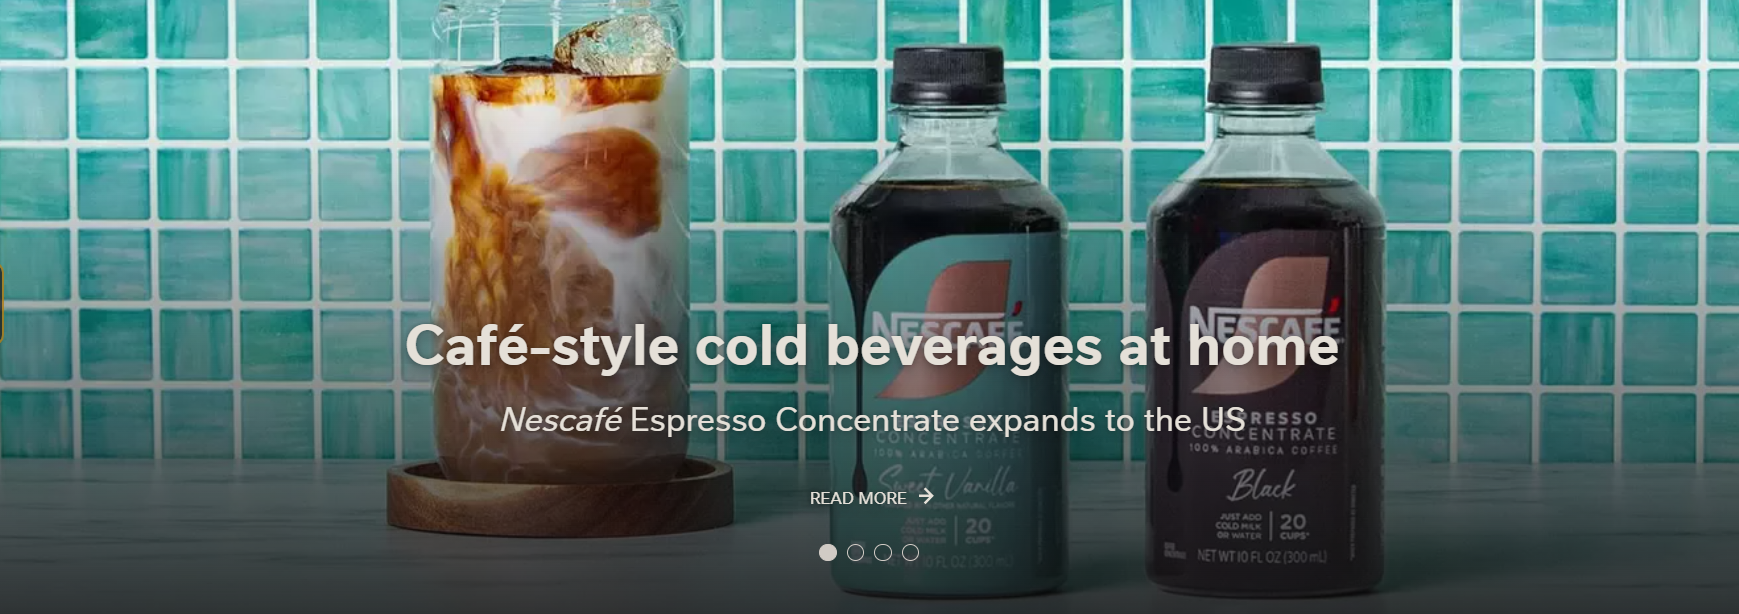 Café-style cold beverages at home
Nescafé Espresso Concentrate expands to the US
READ MORE
NESCAFÉ
CONCENTRATE
100% ARABICA COFFEE
Sweet Vanilla
JUST ADD
COLD MILK
OR WATER
20
CUPS*
NET WT 10 FL OZ (300 mL)
NESCAFÉ
ESPRESSO
CONCENTRATE
100% ARABICA COFFEE
Black
JUST ADD
COLD MILK
OR WATER
20
CUPS*
NET WT 10 FL OZ (300 mL)